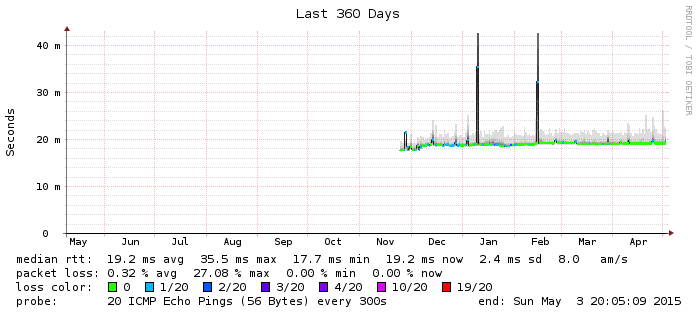 Last 360 Days
RRDTOOL / TOBI OETIKER
Seconds
40 m
30 m
20 m
10 m
0
May Jun Jul Aug Sep Oct Nov Dec Jan Feb Mar Apr
median rtt: 19.2 ms avg 35.5 ms max 17.7 ms min 19.2 ms now 2.4 ms sd 8.0 am/s
packet loss: 0.32 % avg 27.08 % max 0.00 % min 0.00 % now
loss color: 0 1/20 2/20 3/20 4/20 10/20 19/20
probe: 20 ICMP Echo Pings (56 Bytes) every 300s end: Sun May 3 20:05:09 2015